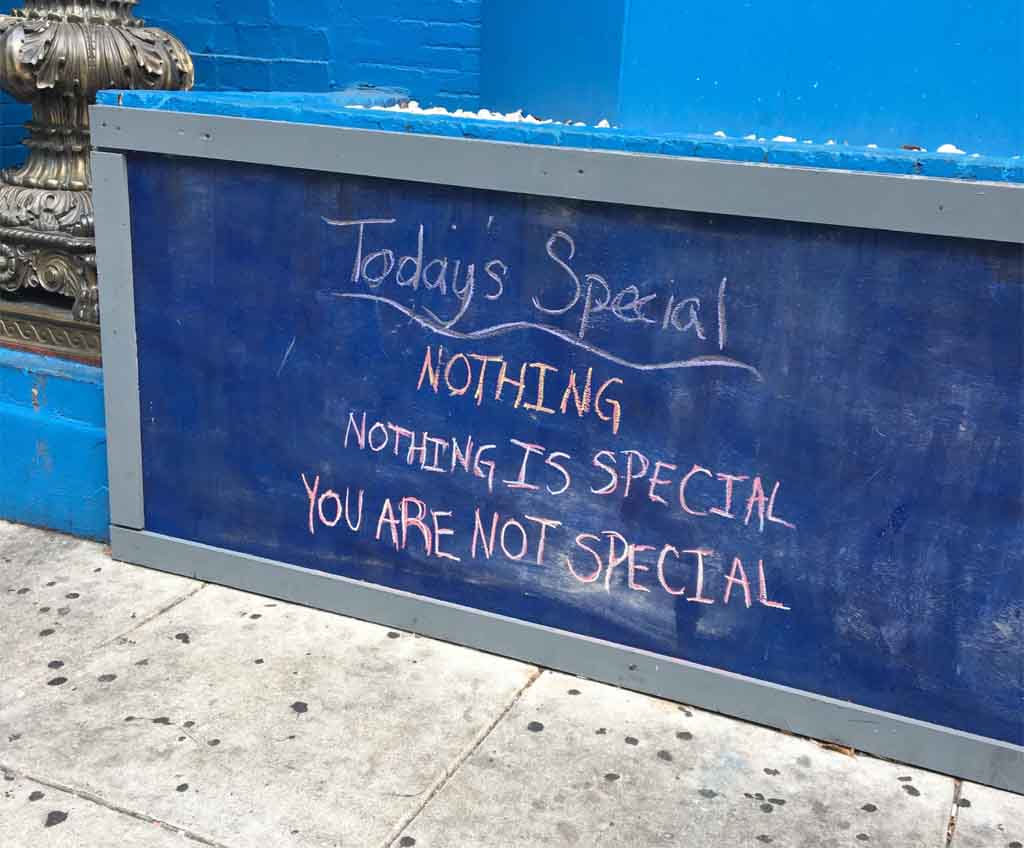 Today's Special
NOTHING
NOTHING IS SPECIAL
YOU ARE NOT SPECIAL